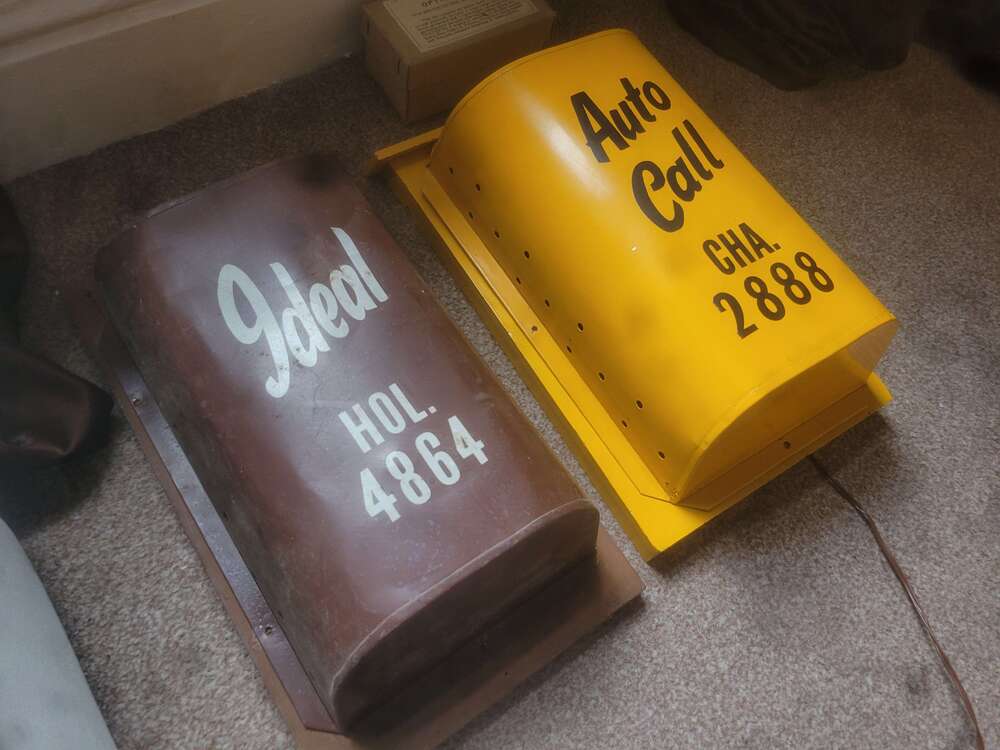 Ideal
HOL.
4864
Auto
Call
CHA.
2888